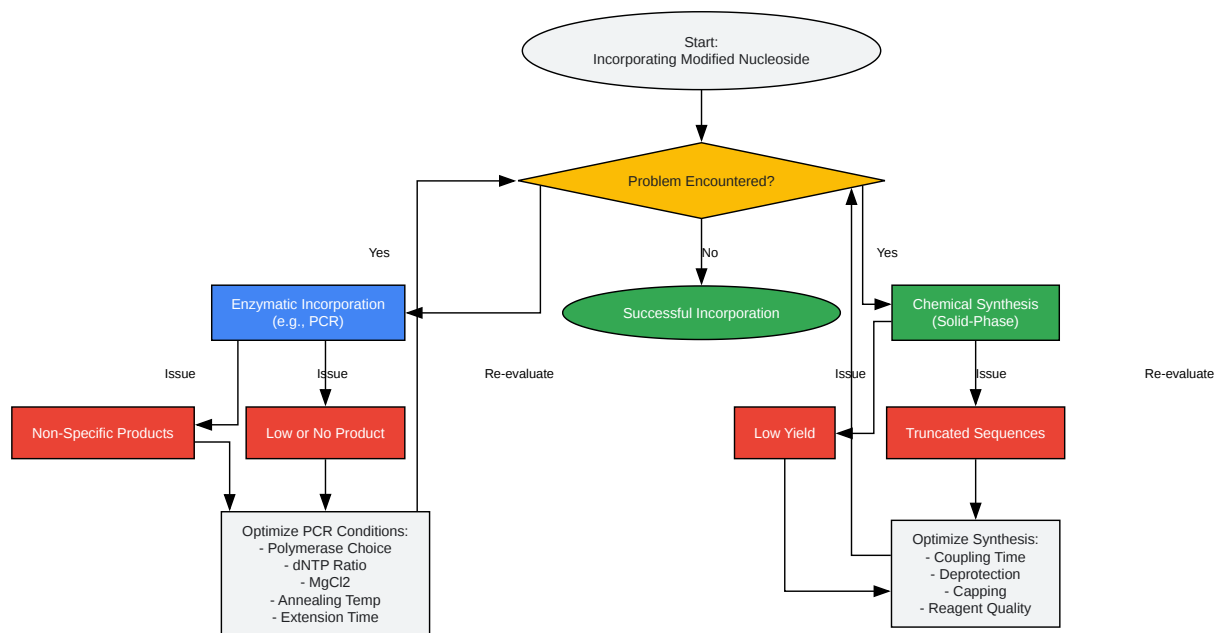 Start:
Incorporating Modified Nucleoside
Problem Encountered?
Yes
No
Yes
Enzymatic Incorporation
(e.g., PCR)
Successful Incorporation
Chemical Synthesis
(Solid-Phase)
Issue
Issue
Re-evaluate
Issue
Issue
Re-evaluate
Non-Specific Products
Low or No Product
Low Yield
Truncated Sequences
Optimize PCR Conditions:
- Polymerase Choice
- dNTP Ratio
- MgCl2
- Annealing Temp
- Extension Time
Optimize Synthesis:
- Coupling Time
- Deprotection
- Capping
- Reagent Quality